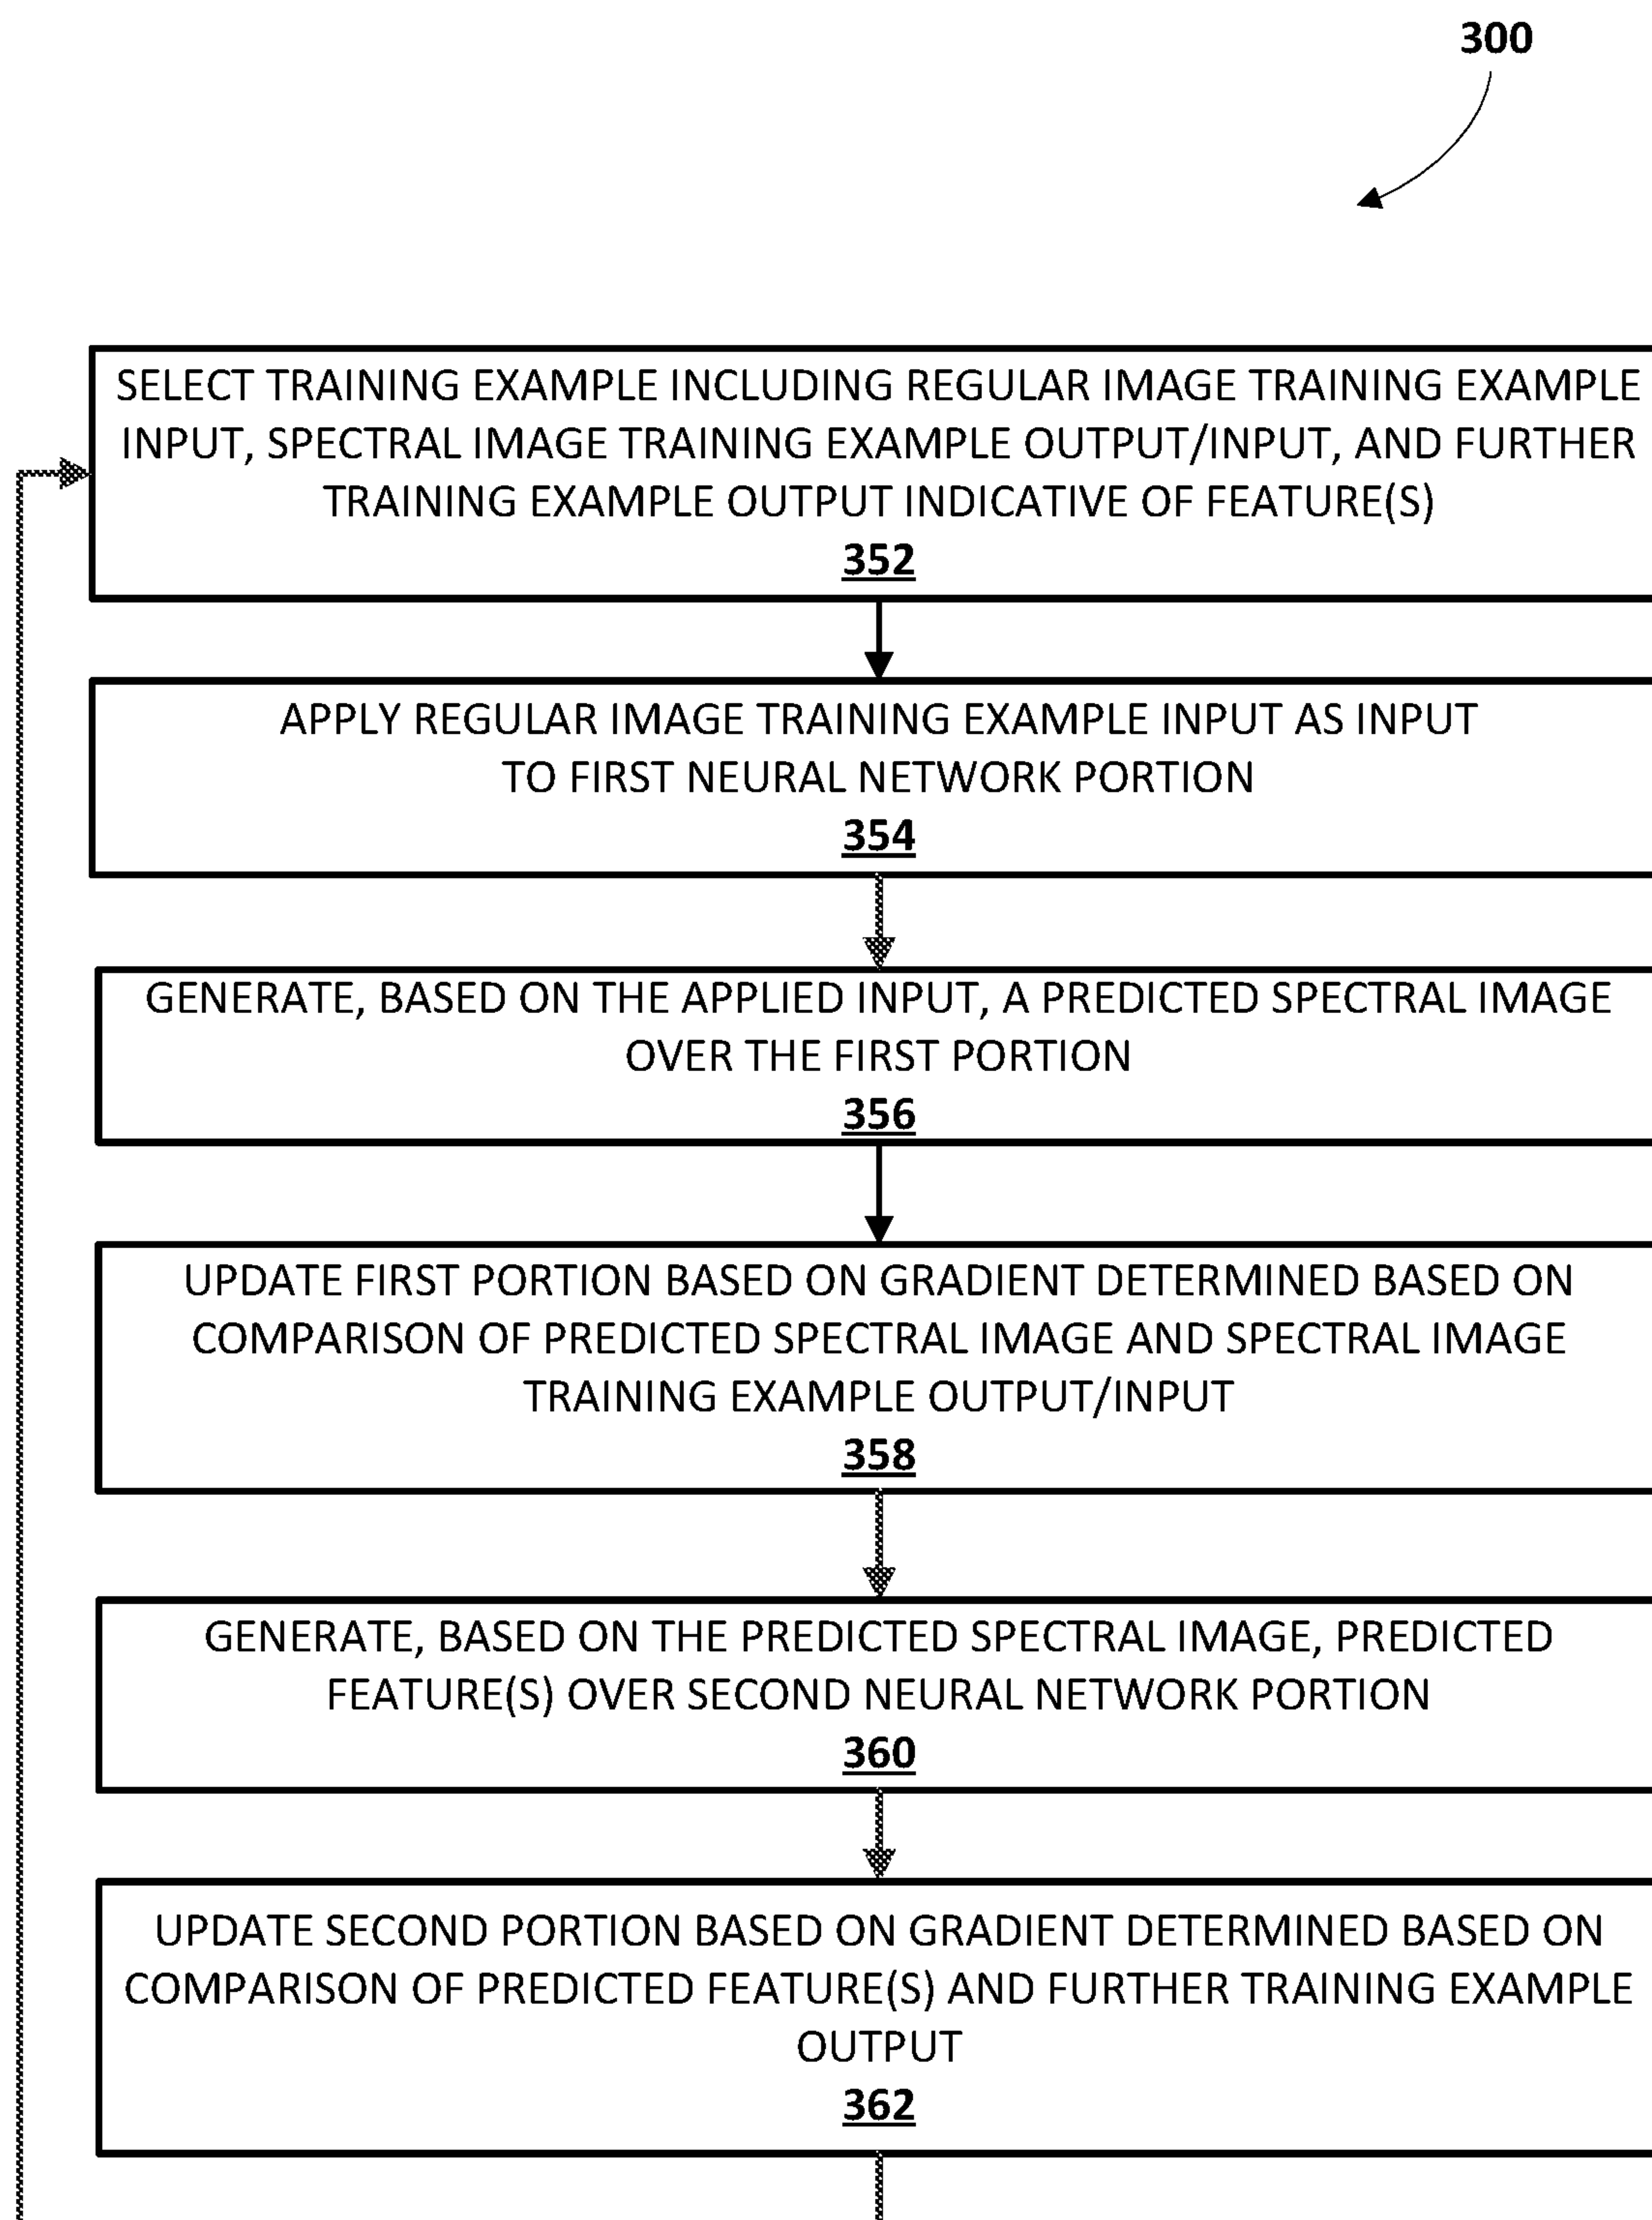 300
SELECT TRAINING EXAMPLE INCLUDING REGULAR IMAGE TRAINING EXAMPLE
INPUT, SPECTRAL IMAGE TRAINING EXAMPLE OUTPUT/INPUT, AND FURTHER
TRAINING EXAMPLE OUTPUT INDICATIVE OF FEATURE(S)
352
APPLY REGULAR IMAGE TRAINING EXAMPLE INPUT AS INPUT
TO FIRST NEURAL NETWORK PORTION
354
GENERATE, BASED ON THE APPLIED INPUT, A PREDICTED SPECTRAL IMAGE
OVER THE FIRST PORTION
356
UPDATE FIRST PORTION BASED ON GRADIENT DETERMINED BASED ON
COMPARISON OF PREDICTED SPECTRAL IMAGE AND SPECTRAL IMAGE
TRAINING EXAMPLE OUTPUT/INPUT
358
GENERATE, BASED ON THE PREDICTED SPECTRAL IMAGE, PREDICTED
FEATURE(S) OVER SECOND NEURAL NETWORK PORTION
360
UPDATE SECOND PORTION BASED ON GRADIENT DETERMINED BASED ON
COMPARISON OF PREDICTED FEATURE(S) AND FURTHER TRAINING EXAMPLE
OUTPUT
362